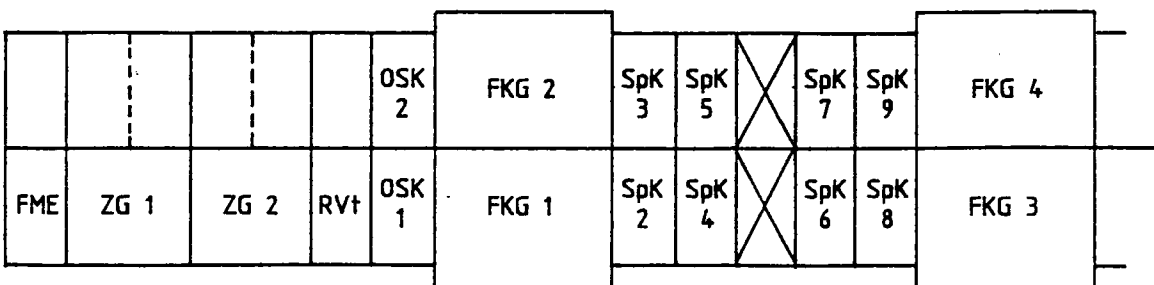 OSK
2
FKG 2
SpK
3
SpK
5
SpK
7
SpK
9
FKG 4
FME
ZG 1
ZG 2
RVt
OSK
1
FKG 1
SpK
2
SpK
4
SpK
6
SpK
8
FKG 3